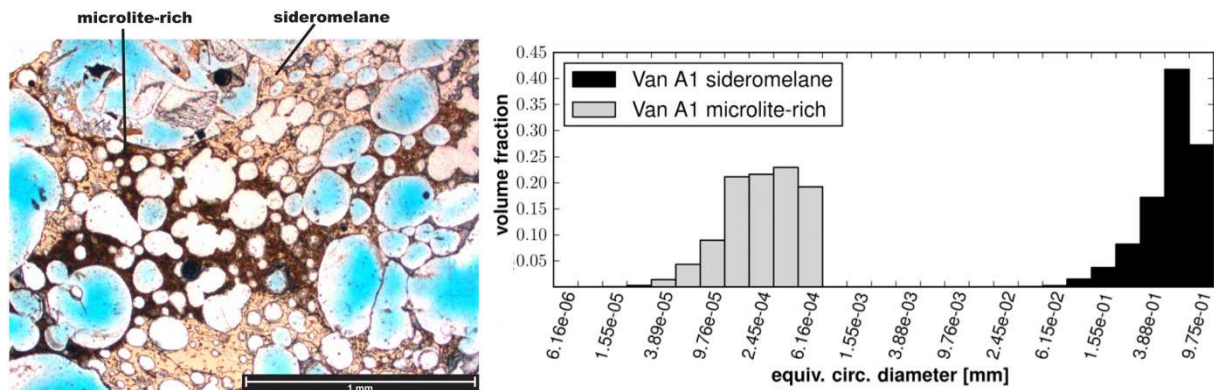 microlite-rich
sideromelane
1 mm
volume fraction
0.45
0.40
0.35
0.30
0.25
0.20
0.15
0.10
0.05
Van A1 sideromelane
Van A1 microlite-rich
6.16e-06
1.55e-05
3.89e-05
9.76e-05
2.45e-04
6.16e-04
1.55e-03
3.88e-03
9.76e-03
2.45e-02
6.15e-02
1.55e-01
3.88e-01
9.75e-01
equiv. circ. diameter [mm]